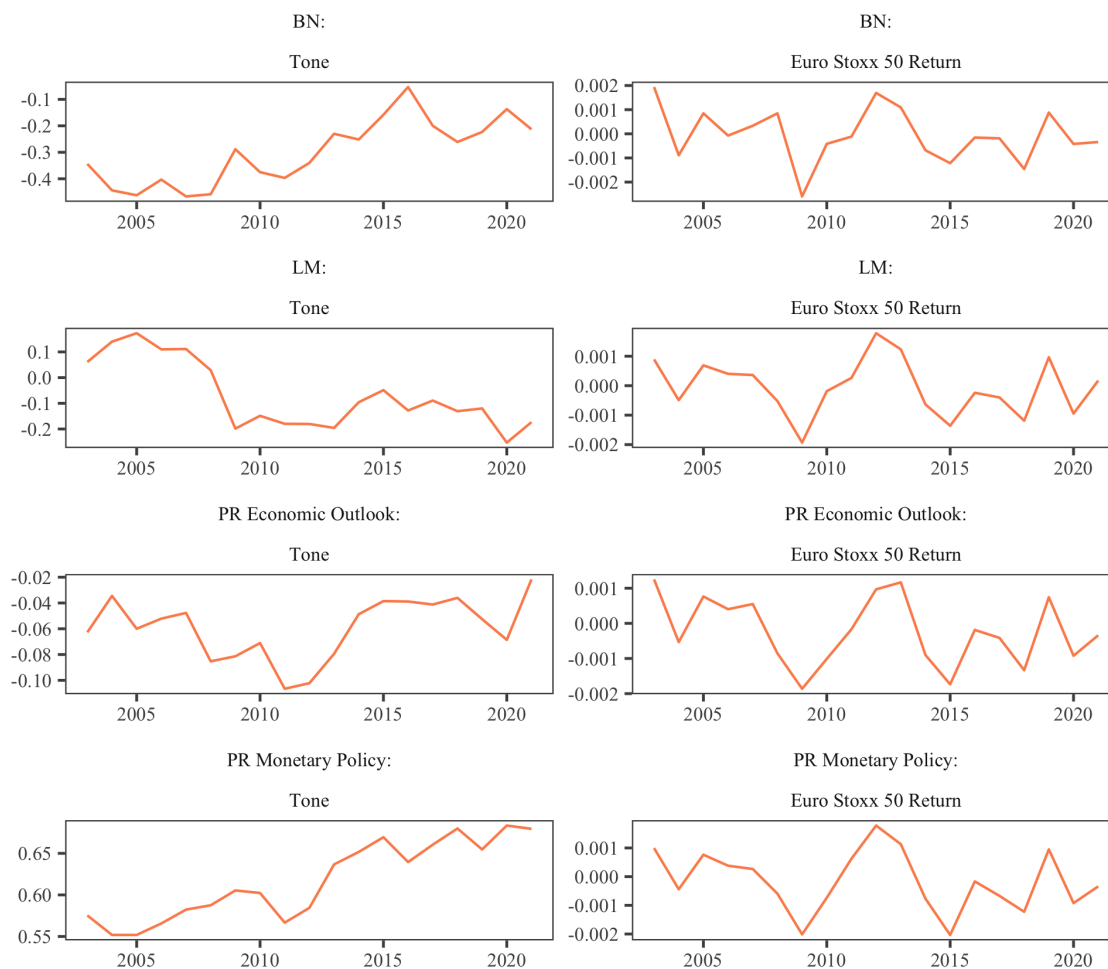 BN:
Tone
-0.1
-0.2
-0.3
-0.4
2005 2010 2015 2020
BN:
Euro Stoxx 50 Return
0.002
0.001
0.000
-0.001
-0.002
2005 2010 2015 2020
LM:
Tone
0.1
0.0
-0.1
-0.2
2005 2010 2015 2020
LM:
Euro Stoxx 50 Return
0.001
0.000
-0.001
-0.002
2005 2010 2015 2020
PR Economic Outlook:
Tone
-0.02
-0.04
-0.06
-0.08
-0.10
2005 2010 2015 2020
PR Economic Outlook:
Euro Stoxx 50 Return
0.001
0.000
-0.001
-0.002
2005 2010 2015 2020
PR Monetary Policy:
Tone
0.65
0.60
0.55
2005 2010 2015 2020
PR Monetary Policy:
Euro Stoxx 50 Return
0.001
0.000
-0.001
-0.002
2005 2010 2015 2020